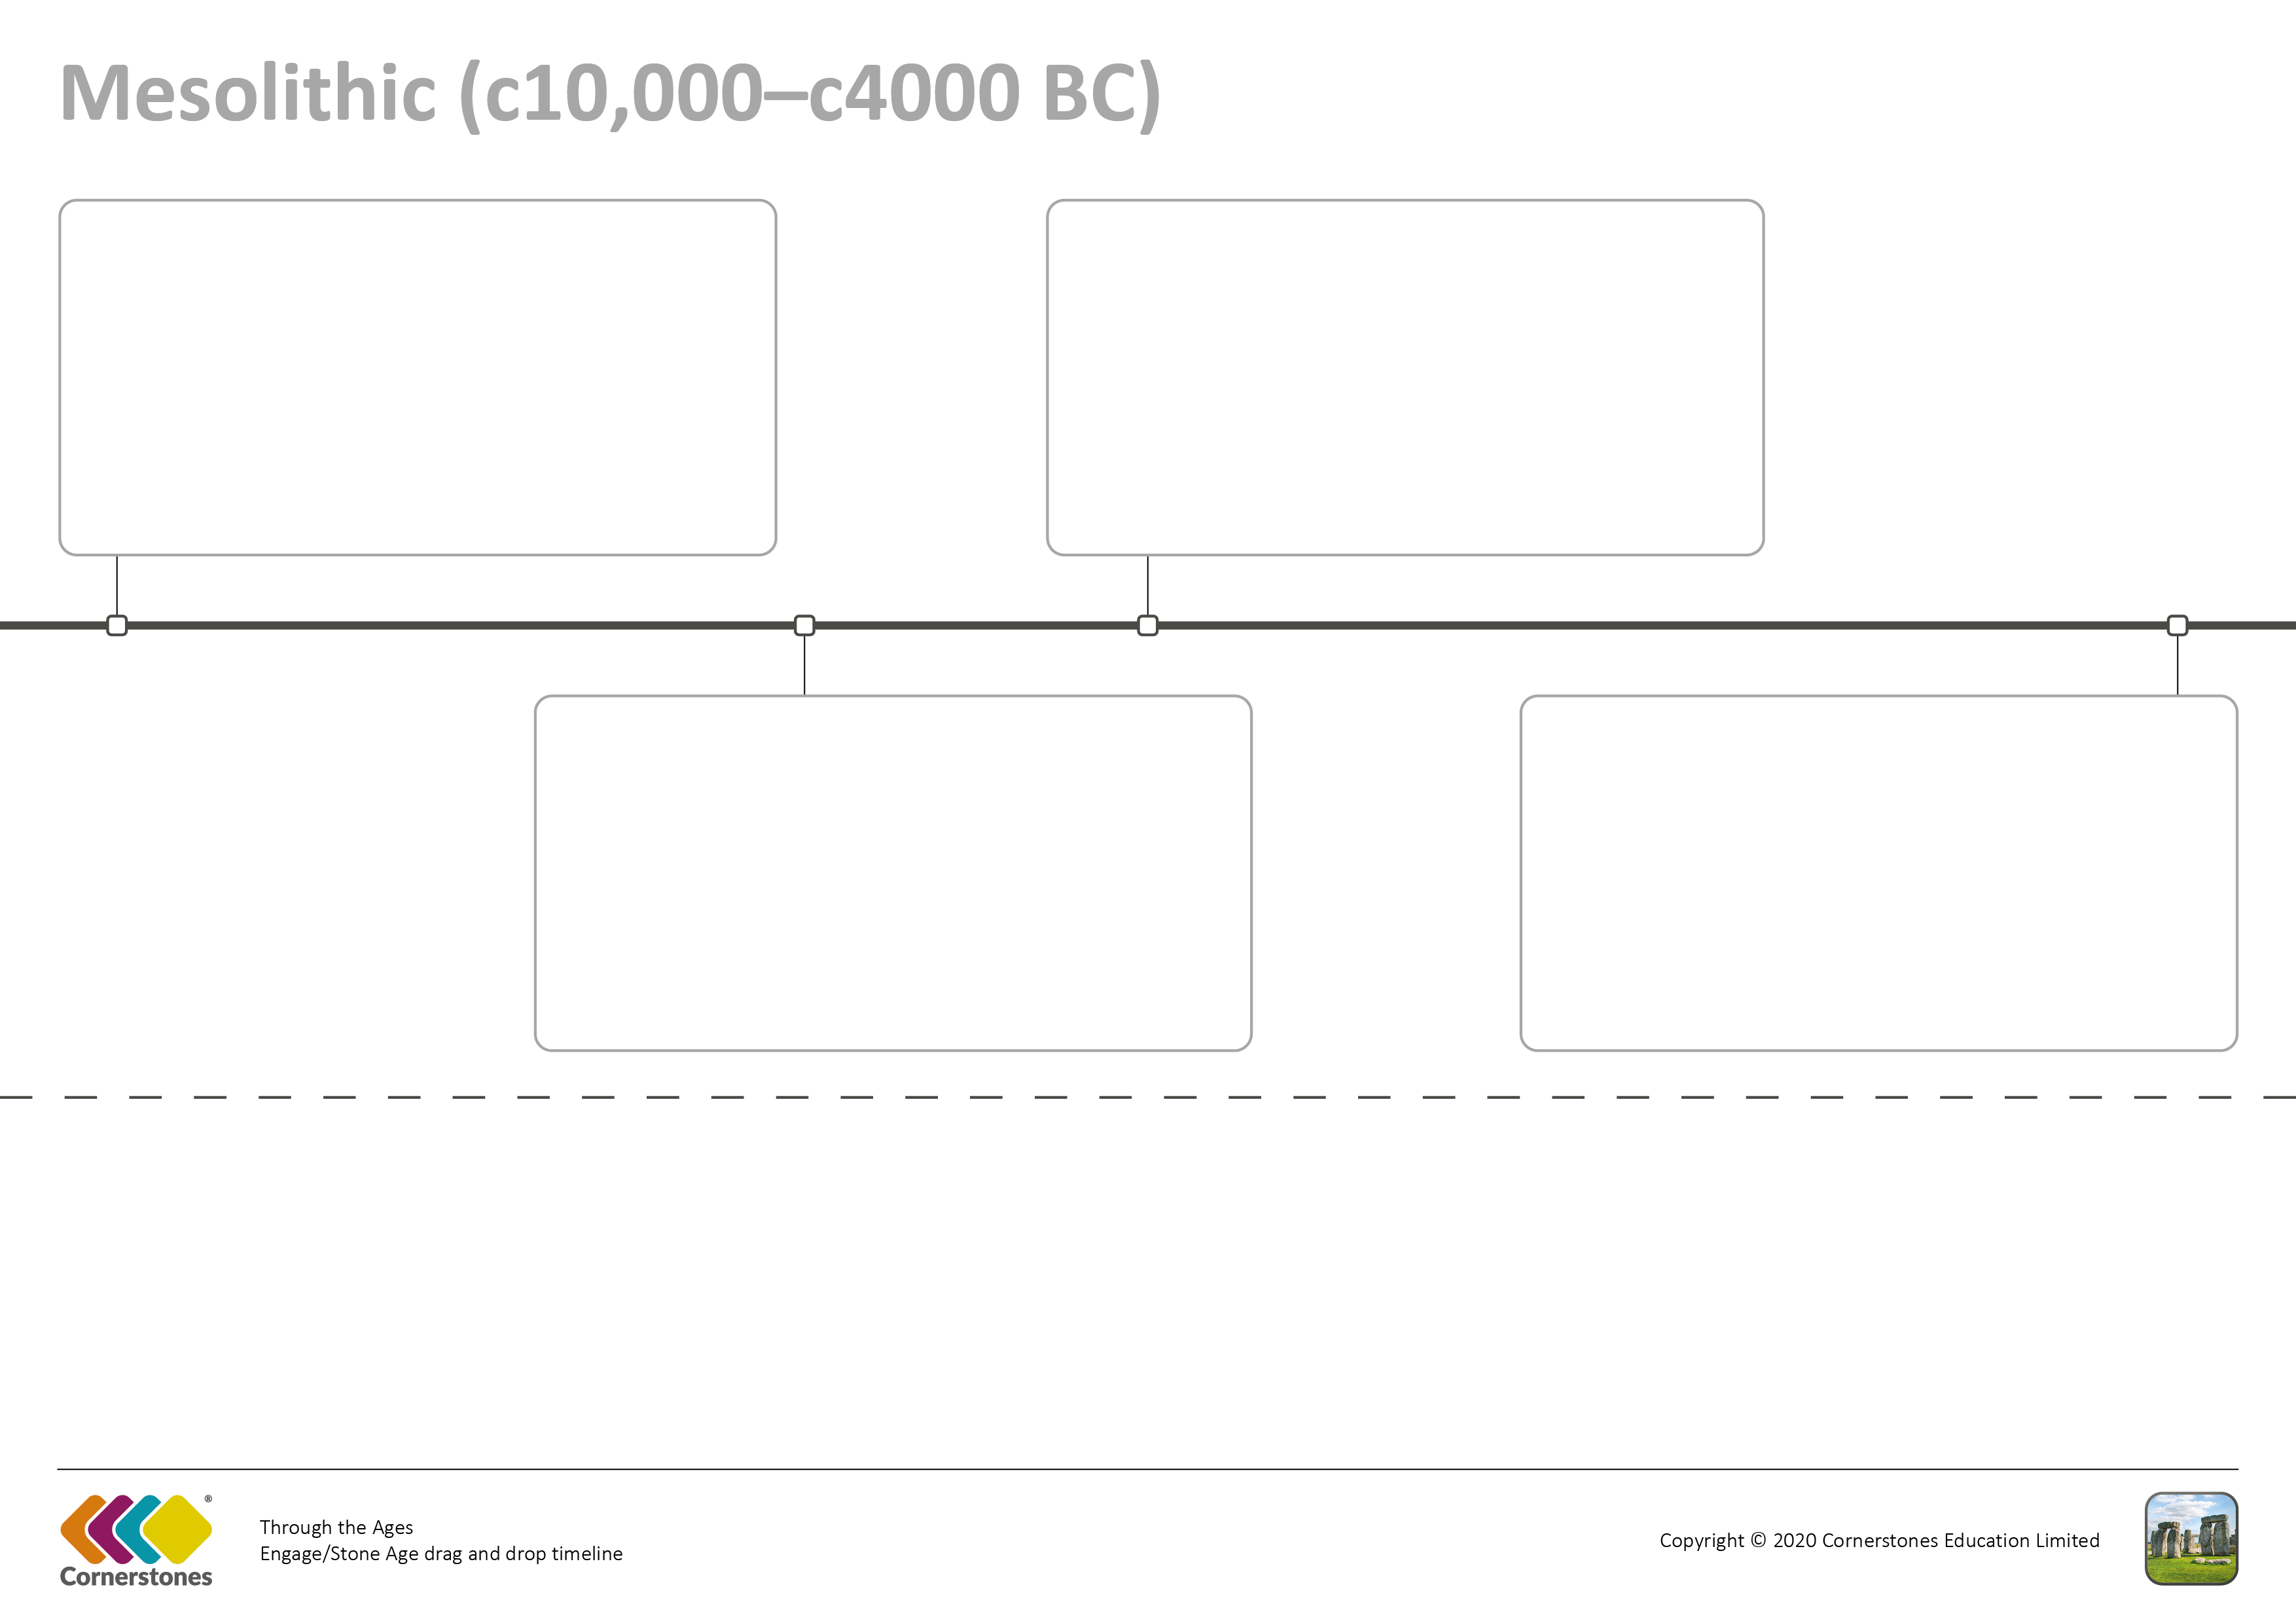 Mesolithic (c10,000–c4000 BC)
®
Cornerstones
Through the Ages
Engage/Stone Age drag and drop timeline
Copyright © 2020 Cornerstones Education Limited